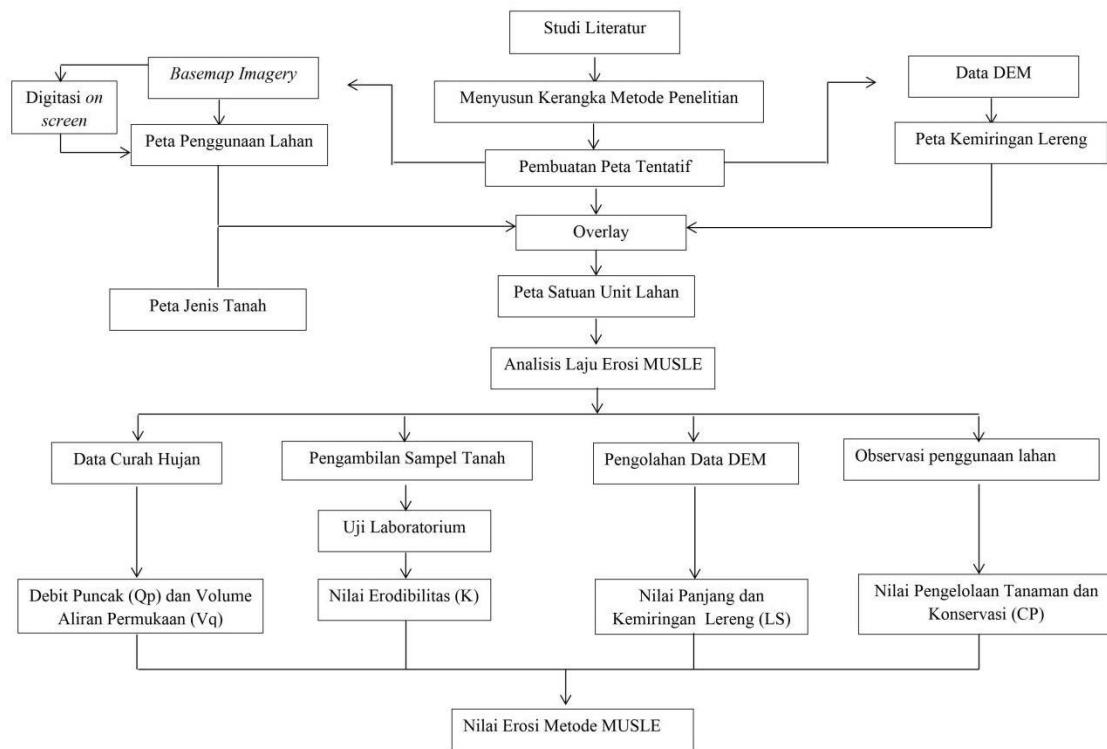 Studi Literatur
Basemap Imagery
Data DEM
Digitasi on
screen
Menyusun Kerangka Metode Penelitian
Peta Penggunaan Lahan
Peta Kemiringan Lereng
Pembuatan Peta Tentatif
Overlay
Peta Jenis Tanah
Peta Satuan Unit Lahan
Analisis Laju Erosi MUSLE
Data Curah Hujan
Pengambilan Sampel Tanah
Pengolahan Data DEM
Observasi penggunaan lahan
Uji Laboratorium
Debit Puncak (Qp) dan Volume
Aliran Permukaan (Vq)
Nilai Erodibilitas (K)
Nilai Panjang dan
Kemiringan Lereng (LS)
Nilai Pengelolaan Tanaman dan
Konservasi (CP)
Nilai Erosi Metode MUSLE